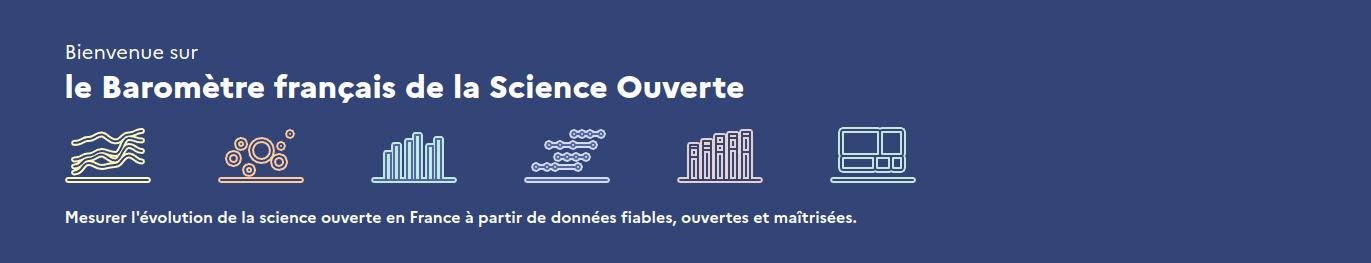 Bienvenue sur
le Baromètre français de la Science Ouverte
Mesurer l'évolution de la science ouverte en France à partir de données fiables, ouvertes et maîtrisées.